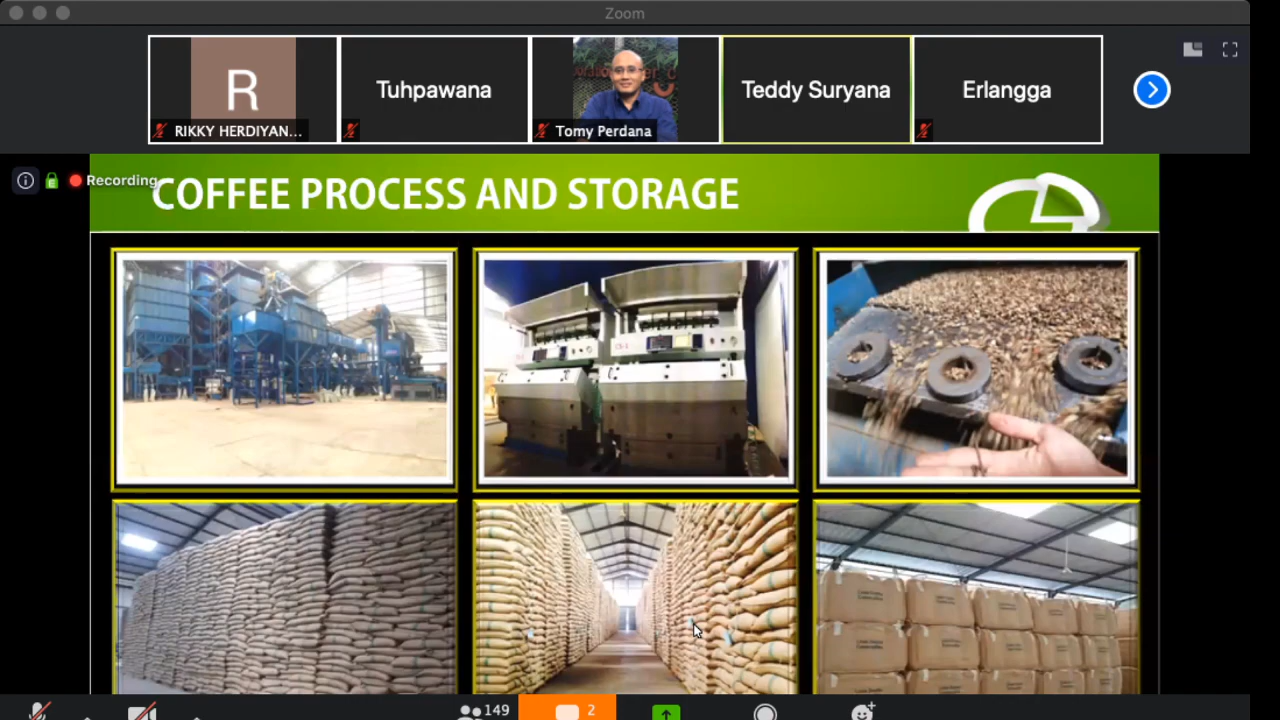 Zoom
R
RIKKY HERDIYAN...
Tuhpawana
Tomy Perdana
Teddy Suryana
Erlangga
Recording
COFFEE PROCESS AND STORAGE
149
2